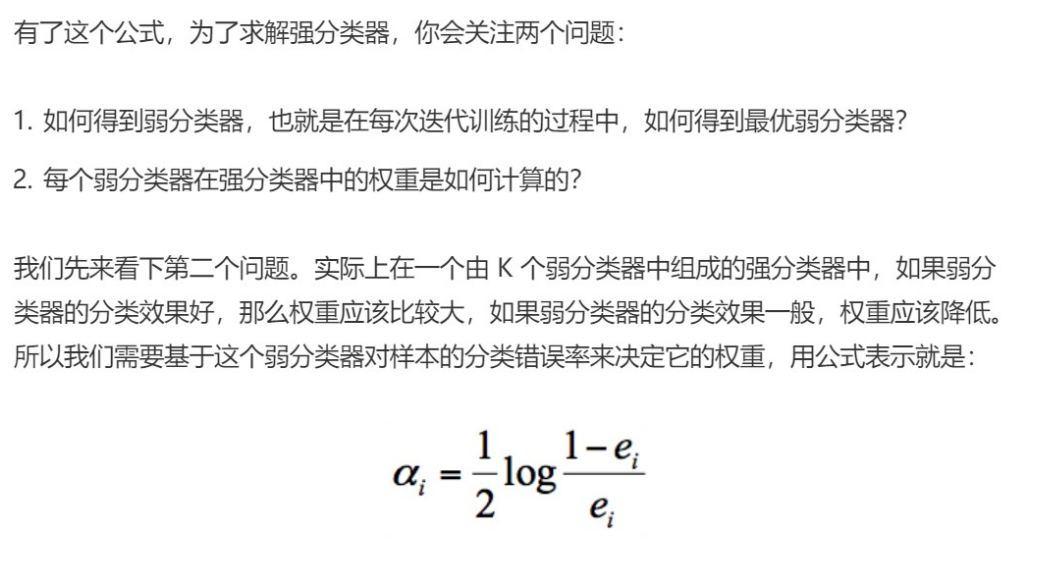 有了这个公式，为了求解强分类器，你会关注两个问题：
1. 如何得到弱分类器，也就是在每次迭代训练的过程中，如何得到最优弱分类器？
2. 每个弱分类器在强分类器中的权重是如何计算的？
我们先来看下第二个问题。实际上在一个由 K 个弱分类器中组成的强分类器中，如果弱分
类器的分类效果好，那么权重应该比较大，如果弱分类器的分类效果一般，权重应该降低。
所以我们需要基于这个弱分类器对样本的分类错误率来决定它的权重，用公式表示就是：
α_i = 1/2 log (1 − e_i)/e_i